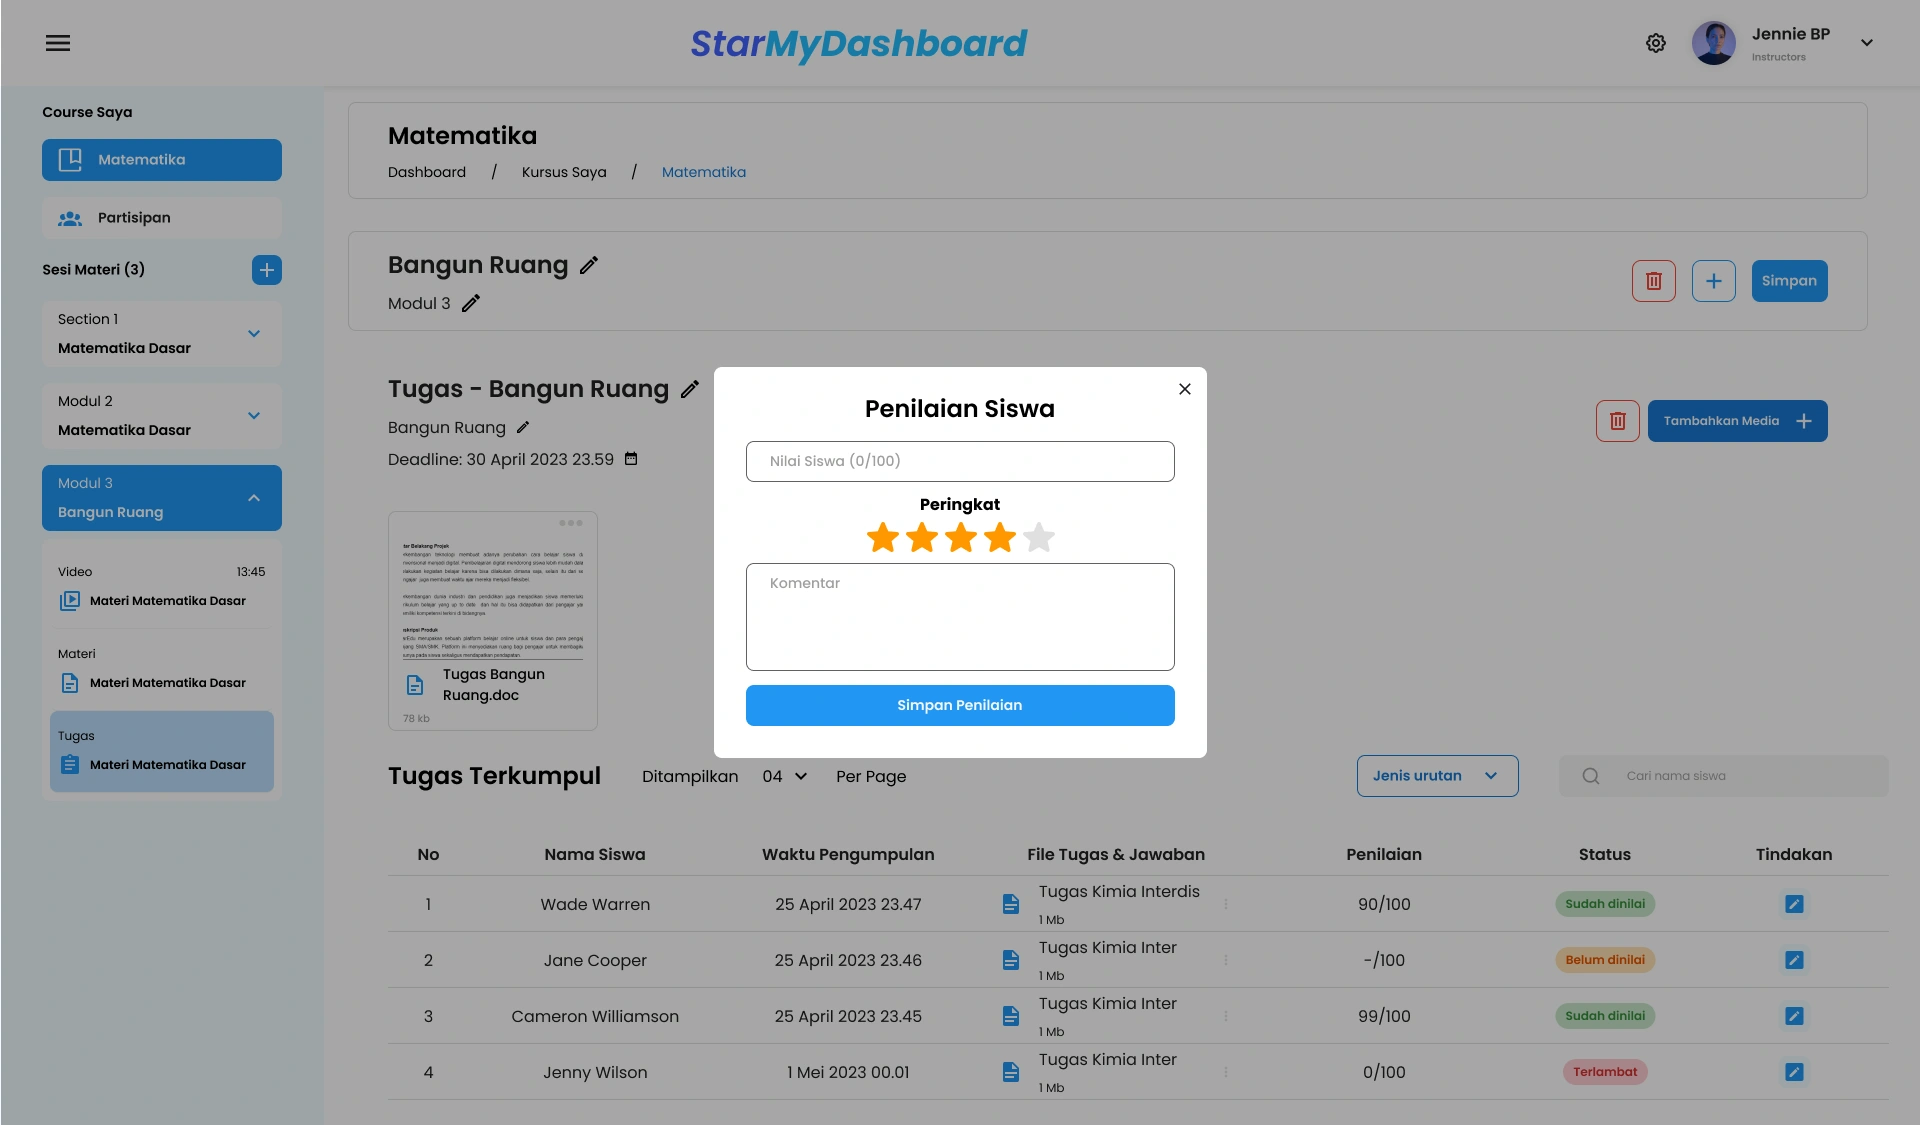 StarMyDashboard
Jennie BP
Instructors
Course Saya
Matematika
Partisipan
Sesi Materi (3)
Section 1
Matematika Dasar
Modul 2
Matematika Dasar
Modul 3
Bangun Ruang
Video 13:45
Materi Matematika Dasar
Materi
Materi Matematika Dasar
Tugas
Materi Matematika Dasar
Matematika
Dashboard / Kursus Saya / Matematika
Bangun Ruang
Modul 3
Simpan
Tugas - Bangun Ruang
Bangun Ruang
Deadline: 30 April 2023 23.59
Tambahkan Media
Tugas Bangun
Ruang.doc
78 kb
Penilaian Siswa
Nilai Siswa (0/100)
Peringkat
Komentar
Simpan Penilaian
Tugas Terkumpul Ditampilkan 04 Per Page Jenis urutan Cari nama siswa
No Nama Siswa Waktu Pengumpulan File Tugas & Jawaban Penilaian Status Tindakan
1 Wade Warren 25 April 2023 23.47 Tugas Kimia Interdis 90/100 Sudah dinilai
1 Mb
2 Jane Cooper 25 April 2023 23.46 Tugas Kimia Inter -/100 Belum dinilai
1 Mb
3 Cameron Williamson 25 April 2023 23.45 Tugas Kimia Inter 99/100 Sudah dinilai
1 Mb
4 Jenny Wilson 1 Mei 2023 00.01 Tugas Kimia Inter 0/100 Terlambat
1 Mb